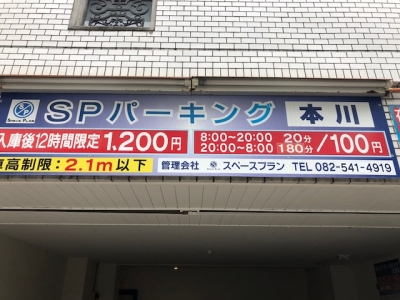 SPパーキング 本川
SPACE PLAN
入庫後12時間限定 1,200円
8:00～20:00 20分
20:00～8:00 180分
/100円
車高制限：2.1m以下
管理会社 スペースプラン TEL 082-541-4919